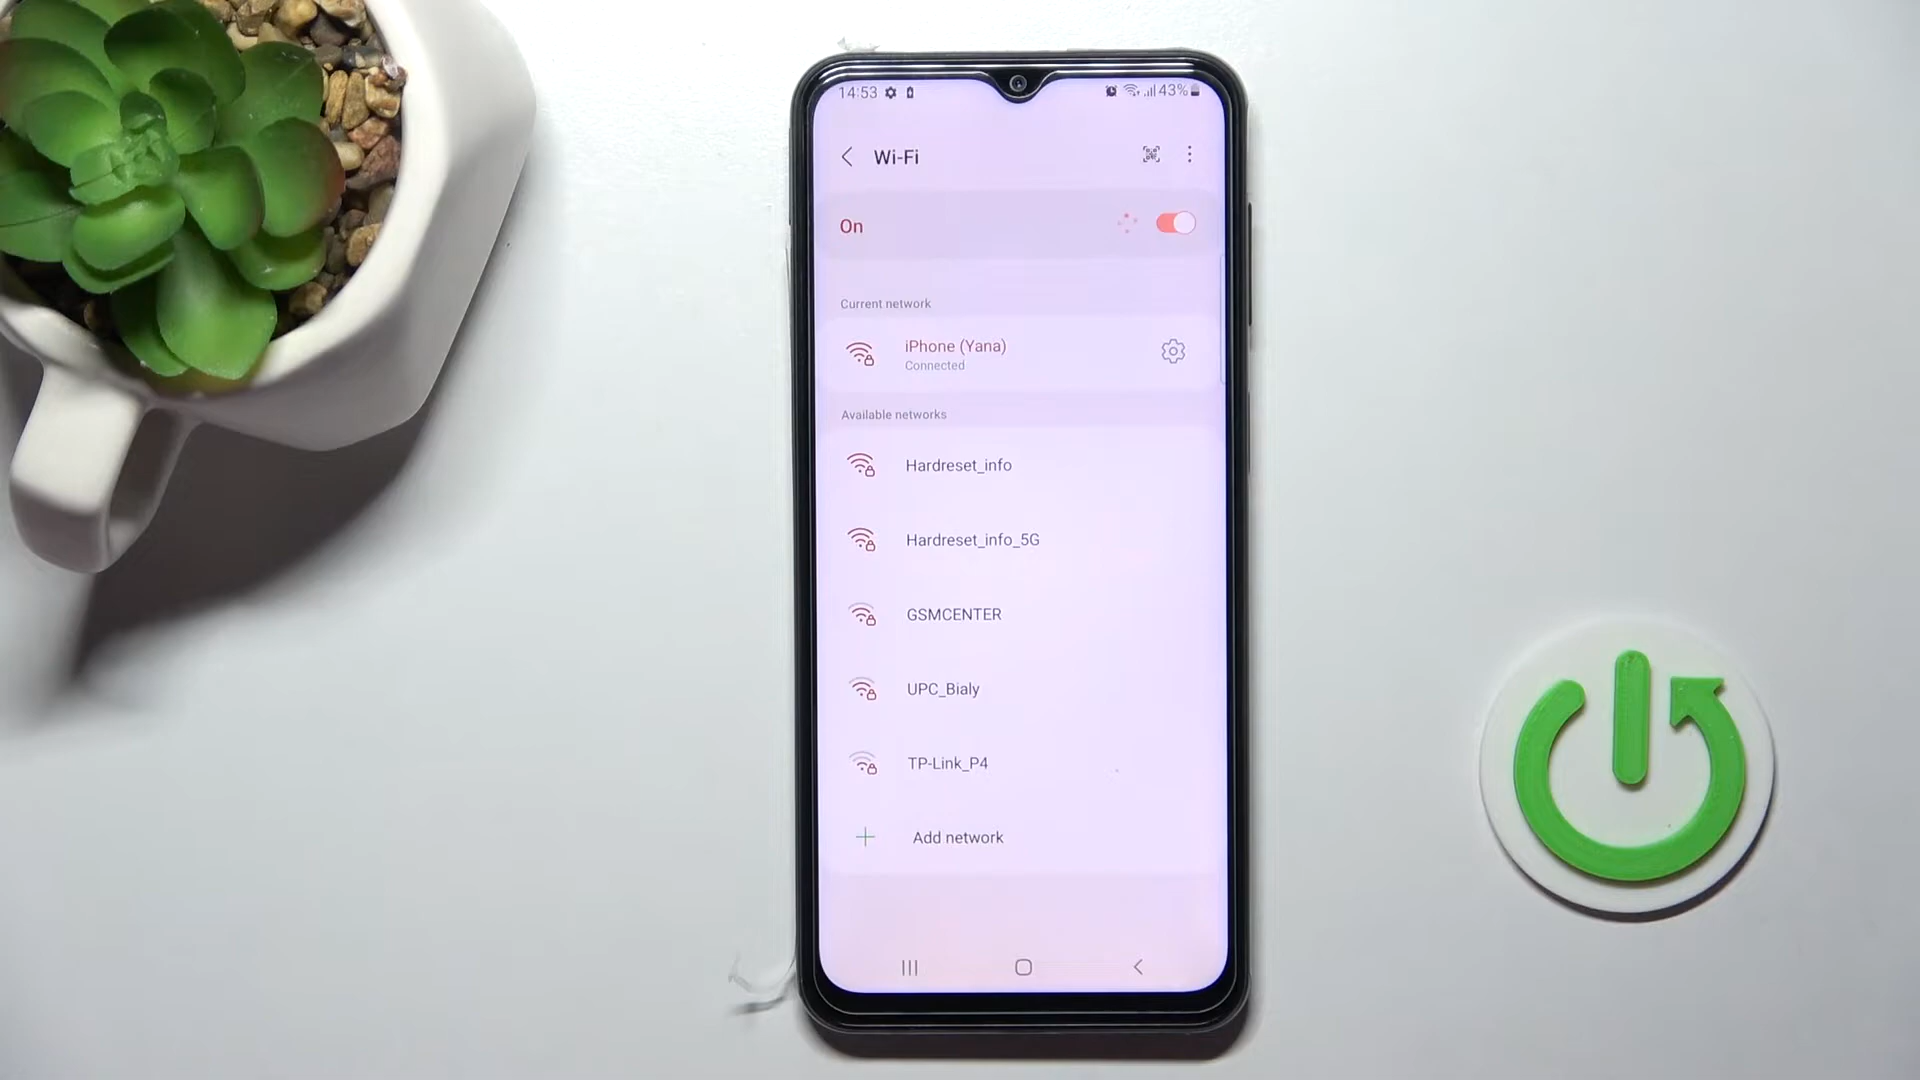 14:53 43%
Wi-Fi
On
Current network
iPhone (Yana)
Connected
Available networks
Hardreset_info
Hardreset_info_5G
GSMCENTER
UPC_Bialy
TP-Link_P4
Add network